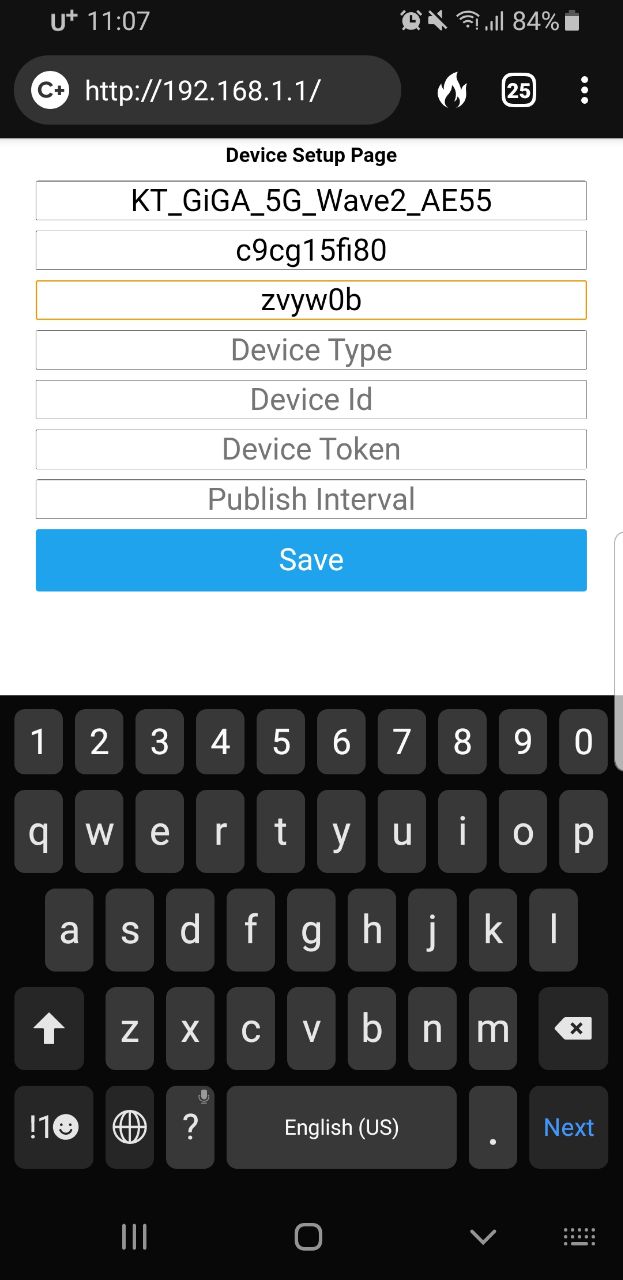 U+ 11:07 84%
C+ http://192.168.1.1/ 25
Device Setup Page
KT_GiGA_5G_Wave2_AE55
c9cg15fi80
zvyw0b
Device Type
Device Id
Device Token
Publish Interval
Save
1 2 3 4 5 6 7 8 9 0
q w e r t y u i o p
a s d f g h j k l
z x c v b n m
!1 ? English (US) . Next